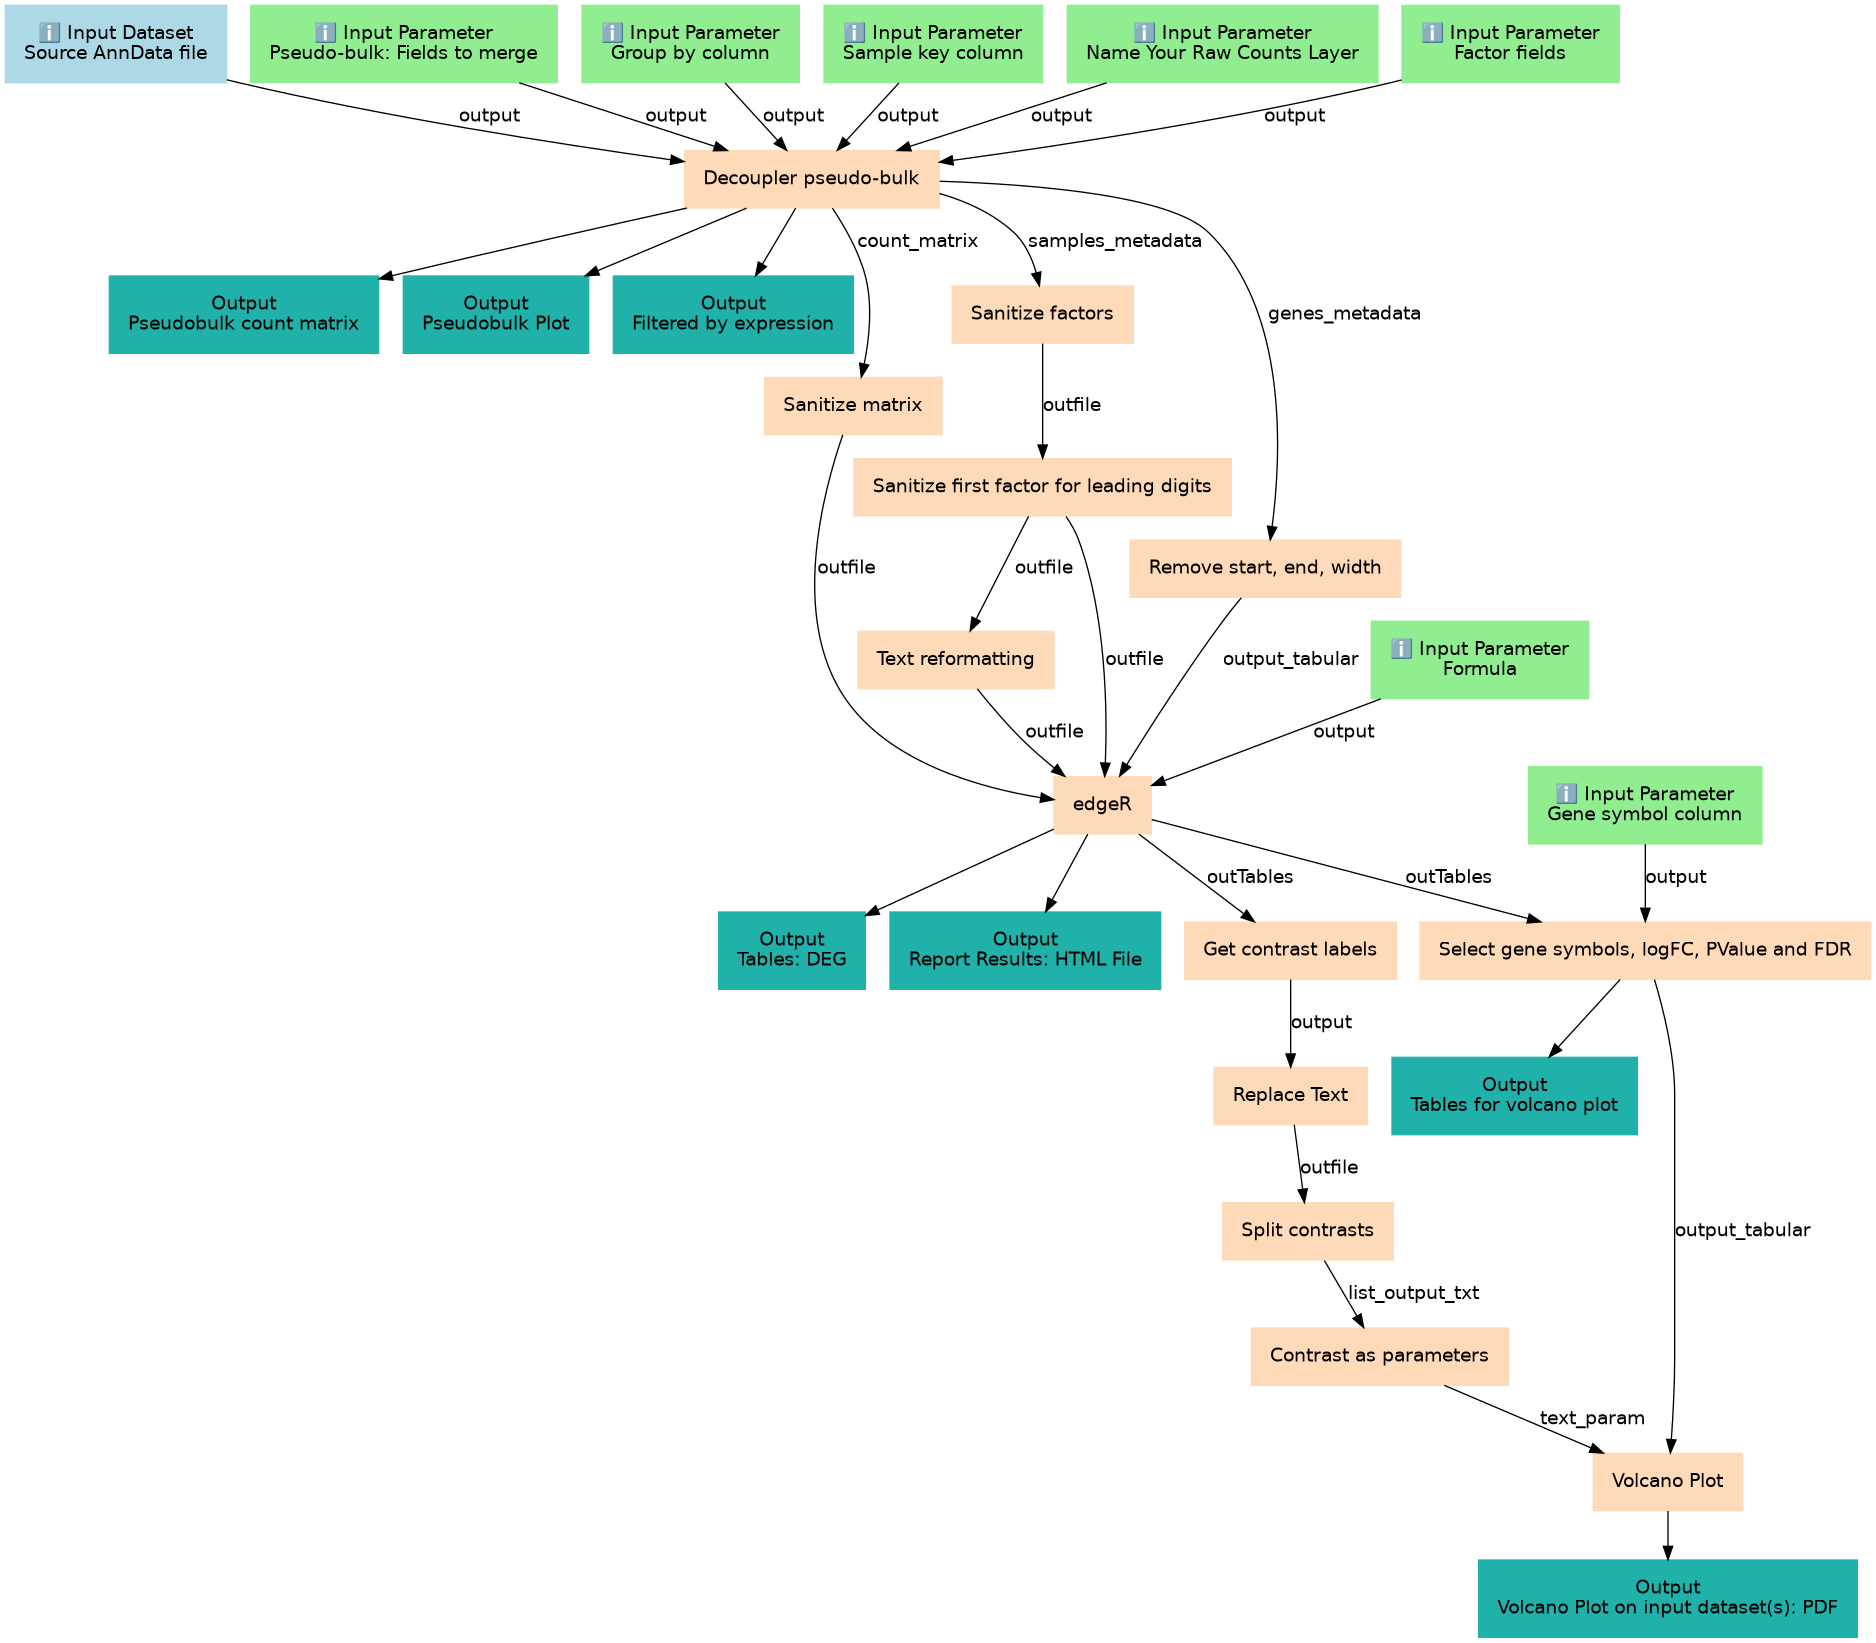 ℹ️ Input Dataset
Source AnnData file
ℹ️ Input Parameter
Pseudo-bulk: Fields to merge
ℹ️ Input Parameter
Group by column
ℹ️ Input Parameter
Sample key column
ℹ️ Input Parameter
Name Your Raw Counts Layer
ℹ️ Input Parameter
Factor fields
output
output
output
output
output
output
Decoupler pseudo-bulk
count_matrix
samples_metadata
Output
Pseudobulk count matrix
Output
Pseudobulk Plot
Output
Filtered by expression
Sanitize factors
genes_metadata
Sanitize matrix
outfile
Sanitize first factor for leading digits
outfile
outfile
Remove start, end, width
Text reformatting
outfile
output_tabular
ℹ️ Input Parameter
Formula
outfile
output
edgeR
ℹ️ Input Parameter
Gene symbol column
outTables
outTables
output
Output
Tables: DEG
Output
Report Results: HTML File
Get contrast labels
Select gene symbols, logFC, PValue and FDR
output
Replace Text
Output
Tables for volcano plot
outfile
Split contrasts
output_tabular
list_output_txt
Contrast as parameters
text_param
Volcano Plot
Output
Volcano Plot on input dataset(s): PDF